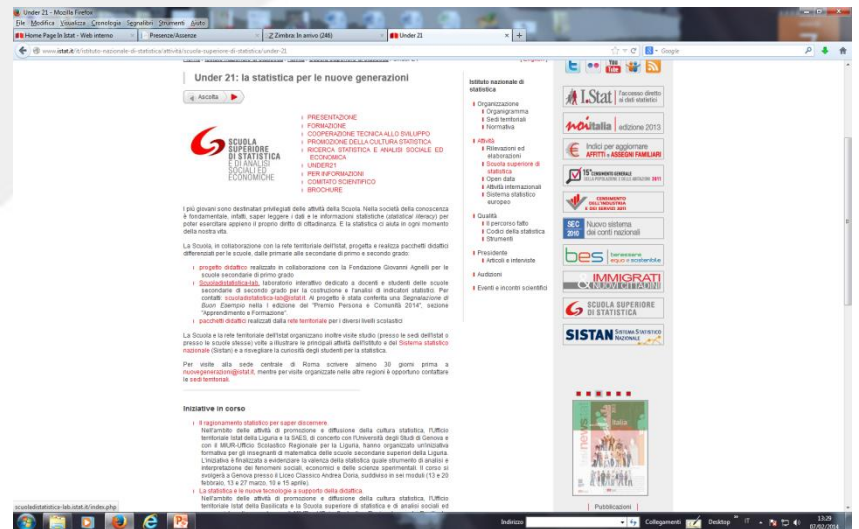 Under 21 - Mozilla Firefox
File Modifica Visualizza Cronologia Segnalibri Strumenti Aiuto
Home Page In Istat - Web interno
Presenze/Assenze
Zimbra: In arrivo (246)
Under 21
www.istat.it/it/istituto-nazionale-di-statistica/attività/scuola-superiore-di-statistica/under-21
Google
[English]
Under 21: la statistica per le nuove generazioni
Ascolta
SCUOLA
SUPERIORE
DI STATISTICA
E DI ANALISI
SOCIALI ED
ECONOMICHE
PRESENTAZIONE
FORMAZIONE
COOPERAZIONE TECNICA ALLO SVILUPPO
PROMOZIONE DELLA CULTURA STATISTICA
RICERCA STATISTICA E ANALISI SOCIALE ED
ECONOMICA
UNDER21
PER INFORMAZIONI
COMITATO SCIENTIFICO
BROCHURE
I più giovani sono destinatari privilegiati delle attività della Scuola. Nella società della conoscenza
è fondamentale, infatti, saper leggere i dati e le informazioni statistiche (statistical literacy) per
poter esercitare appieno il proprio diritto di cittadinanza. E la statistica ci aiuta in ogni momento
della nostra vita.
La Scuola, in collaborazione con la rete territoriale dell'Istat, progetta e realizza pacchetti didattici
differenziati per le scuole, dalle primarie alle secondarie di primo e secondo grado:
progetto didattico realizzato in collaborazione con la Fondazione Giovanni Agnelli per le
scuole secondarie di primo grado
Scuoladistatistica-lab, laboratorio interattivo dedicato a docenti e studenti delle scuole
secondarie di secondo grado per la costruzione e l'analisi di indicatori statistici. Per
contatti: scuoladistatistica-lab@istat.it. Al progetto è stata conferita una Segnalazione di
Buon Esempio nella I edizione del "Premio Persona e Comunità 2014", sezione
"Apprendimento e Formazione".
pacchetti didattici realizzati dalla rete territoriale per i diversi livelli scolastici
La Scuola e la rete territoriale dell'Istat organizzano inoltre visite studio (presso le sedi dell'Istat o
presso le scuole stesse) volte a illustrare le principali attività dell'Istituto e del Sistema statistico
nazionale (Sistan) e a risvegliare la curiosità degli studenti per la statistica.
Per visite alla sede centrale di Roma scrivere almeno 30 giorni prima a
nuovegenerazioni@istat.it, mentre per visite organizzate nelle altre regioni è opportuno contattare
le sedi territoriali.
Iniziative in corso
Il ragionamento statistico per saper discernere
Nell'ambito delle attività di promozione e diffusione della cultura statistica, l'Ufficio
territoriale Istat della Liguria e la SAES, di concerto con l'Università degli Studi di Genova e
con il MIUR-Ufficio Scolastico Regionale per la Liguria, hanno organizzato un'iniziativa
formativa per gli insegnanti di matematica delle scuole secondarie superiori della Liguria.
L'iniziativa è finalizzata a evidenziare la valenza della statistica quale strumento di analisi e
interpretazione dei fenomeni sociali, economici e delle scienze sperimentali. Il corso si
svolgerà a Genova presso il Liceo Classico Andrea Doria, suddiviso in sei moduli (13 e 20
febbraio, 13 e 27 marzo, 10 e 15 aprile).
La statistica e le nuove tecnologie a supporto della didattica
Nell'ambito delle attività di promozione e diffusione della cultura statistica, l'Ufficio
territoriale Istat della Basilicata e la Scuola superiore di statistica e di analisi sociali ed
Istituto nazionale di
statistica
Organizzazione
Organigramma
Sedi territoriali
Normativa
Attività
Rilevazioni ed
elaborazioni
Scuola superiore di
statistica
Open data
Attività internazionali
Sistema statistico
europeo
Qualità
Il percorso fatto
Codici della statistica
Strumenti
Presidente
Articoli e interviste
Audizioni
Eventi e incontri scientifici
You Tube
I.Stat l'accesso diretto
ai dati statistici
noitalia edizione 2013
Indici per aggiornare
AFFITTI e ASSEGNI FAMILIARI
15° CENSIMENTO GENERALE
DELLA POPOLAZIONE E DELLE ABITAZIONI 2011
CENSIMENTO
DELL'INDUSTRIA
E DEI SERVIZI 2011
SEC 2010 Nuovo sistema
dei conti nazionali
bes benessere
equo e sostenibile
IMMIGRATI
& NUOVI CITTADINI
SCUOLA SUPERIORE
DI STATISTICA
SISTAN SISTEMA STATISTICO
NAZIONALE
Italia
Pubblicazioni
scuoladistatistica-lab.istat.it/index.php
Indirizzo
Collegamenti
Desktop
IT
13:29
07/02/2014